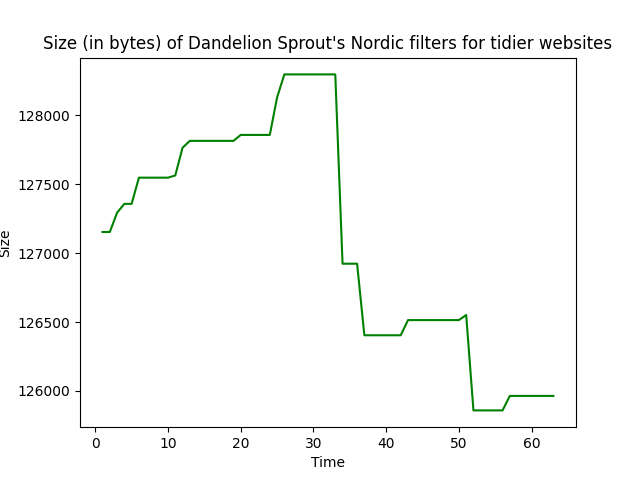 Size (in bytes) of Dandelion Sprout's Nordic filters for tidier websites
128000
127500
127000
126500
126000
Size
0 10 20 30 40 50 60
Time